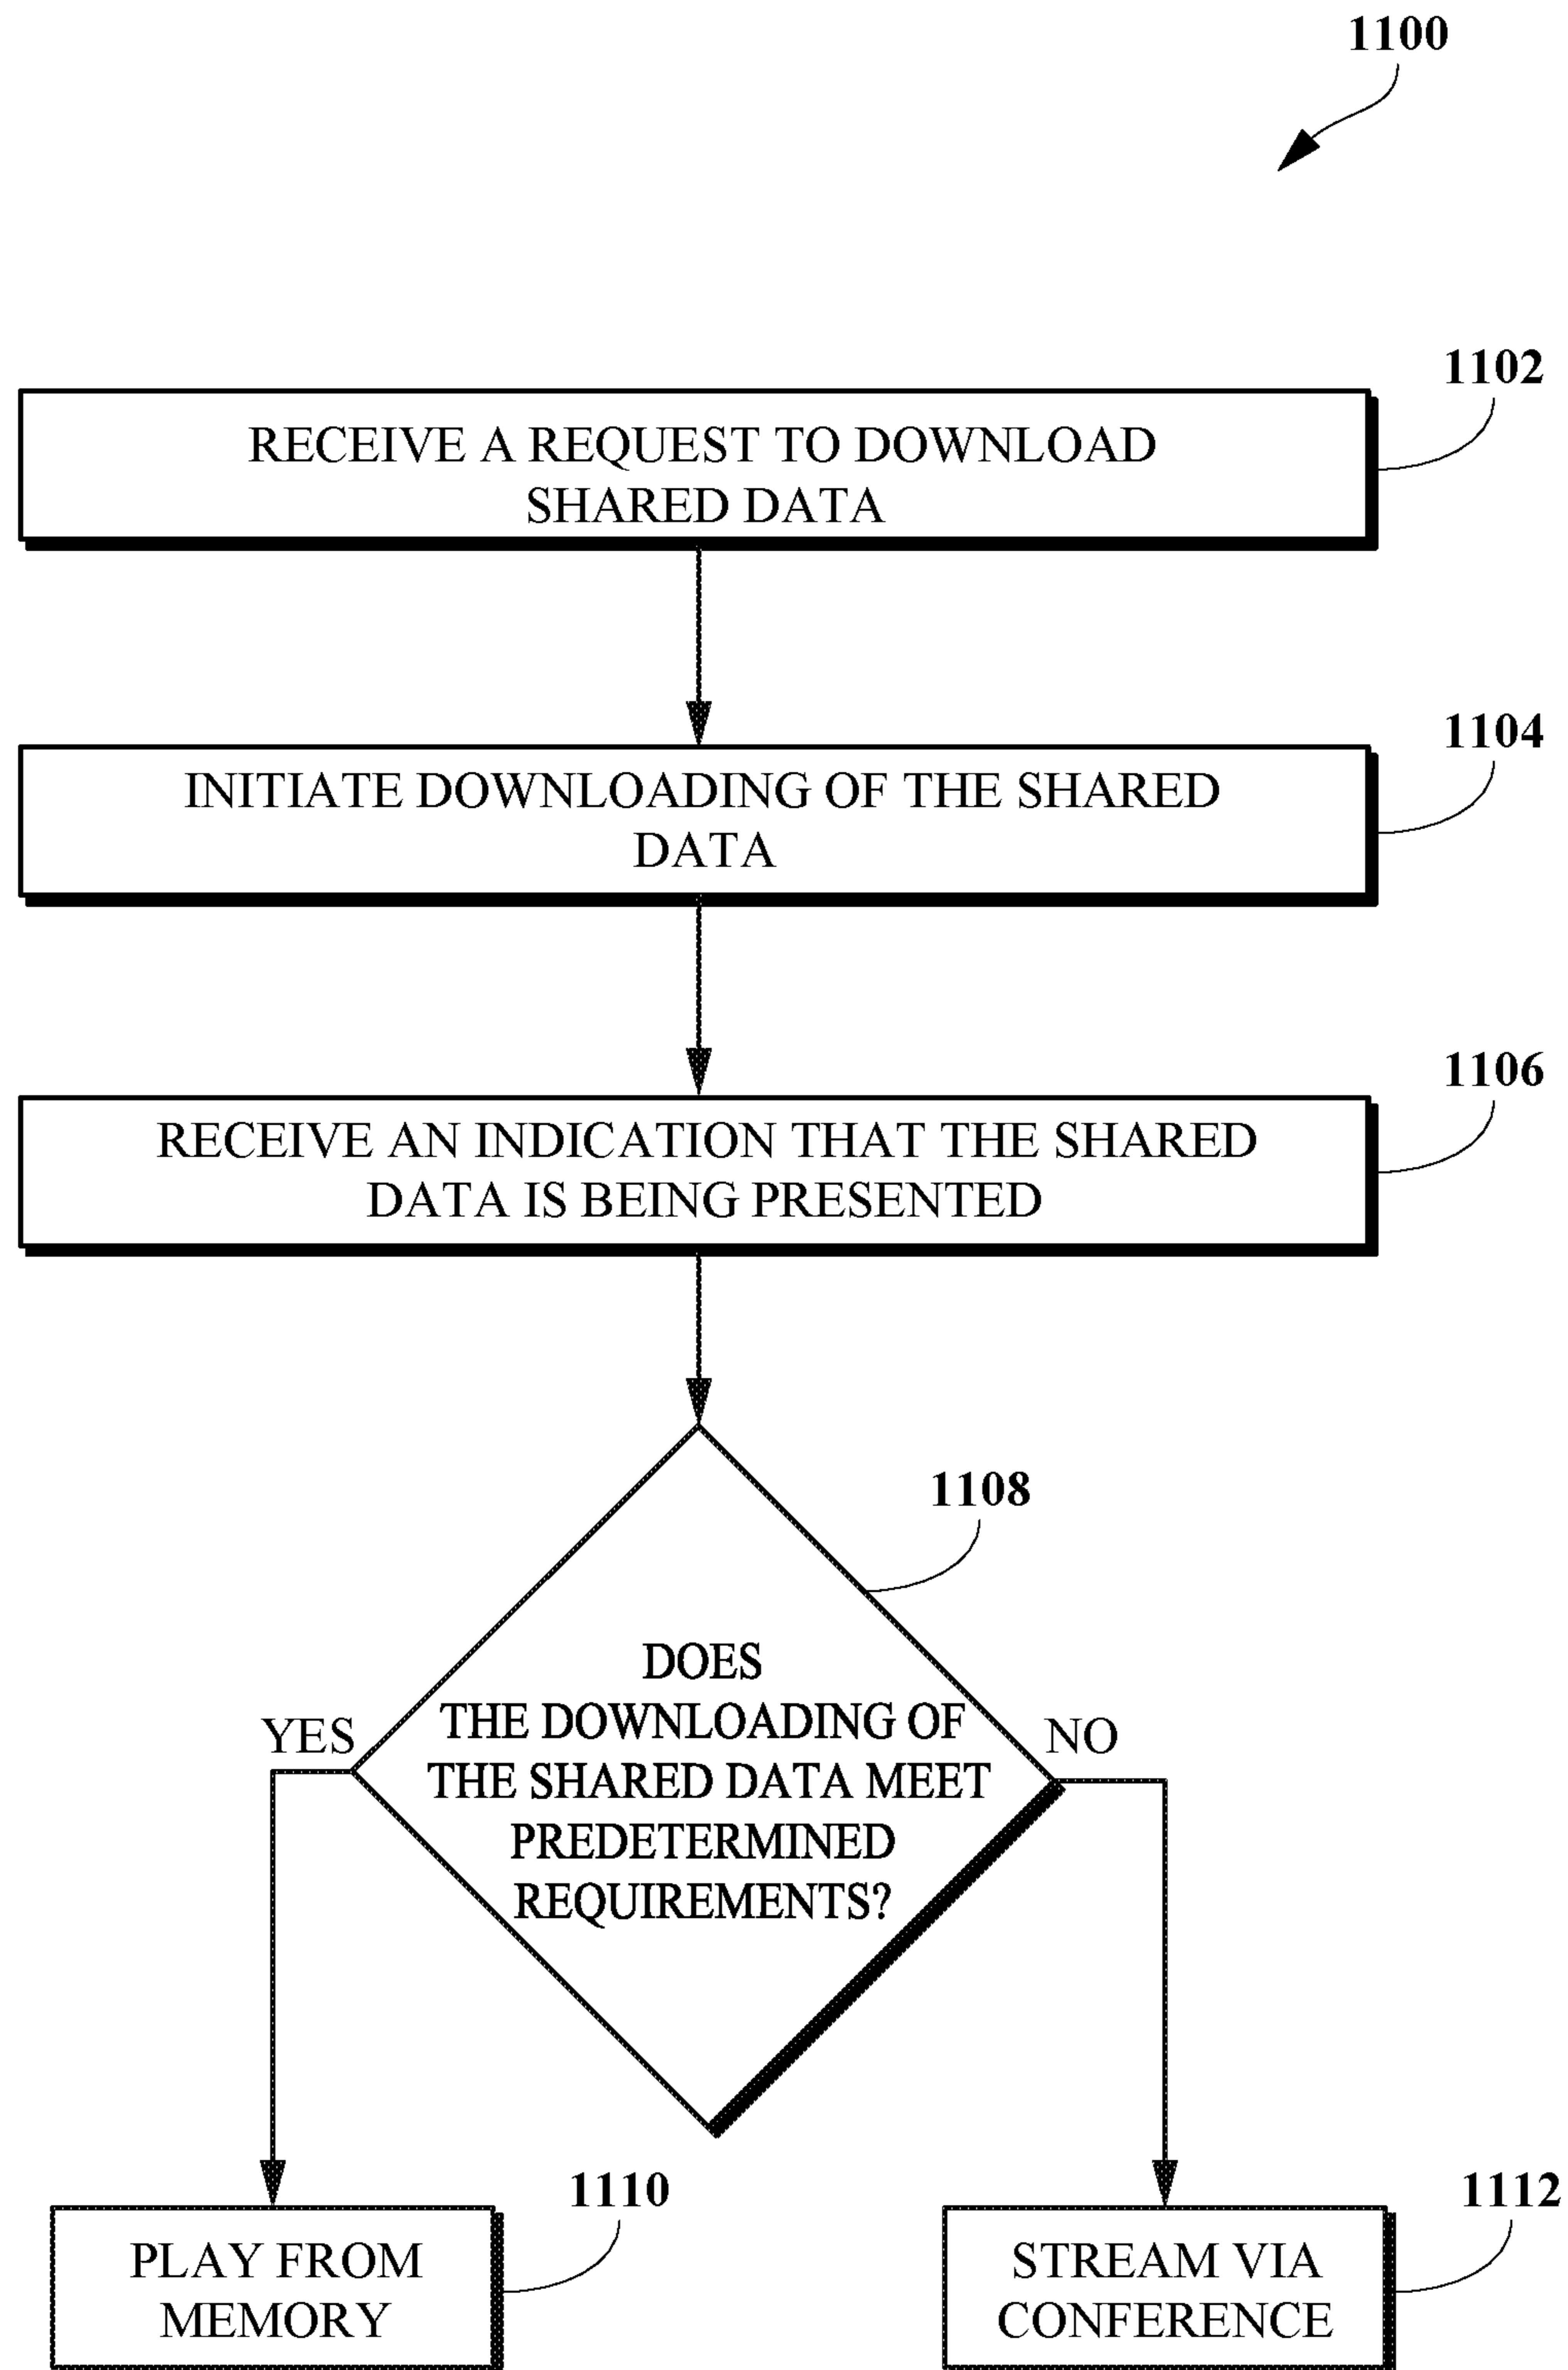 1100
1102
RECEIVE A REQUEST TO DOWNLOAD
SHARED DATA
1104
INITIATE DOWNLOADING OF THE SHARED
DATA
1106
RECEIVE AN INDICATION THAT THE SHARED
DATA IS BEING PRESENTED
1108
DOES
THE DOWNLOADING OF
THE SHARED DATA MEET
PREDETERMINED
REQUIREMENTS?
YES
NO
1110
PLAY FROM
MEMORY
1112
STREAM VIA
CONFERENCE